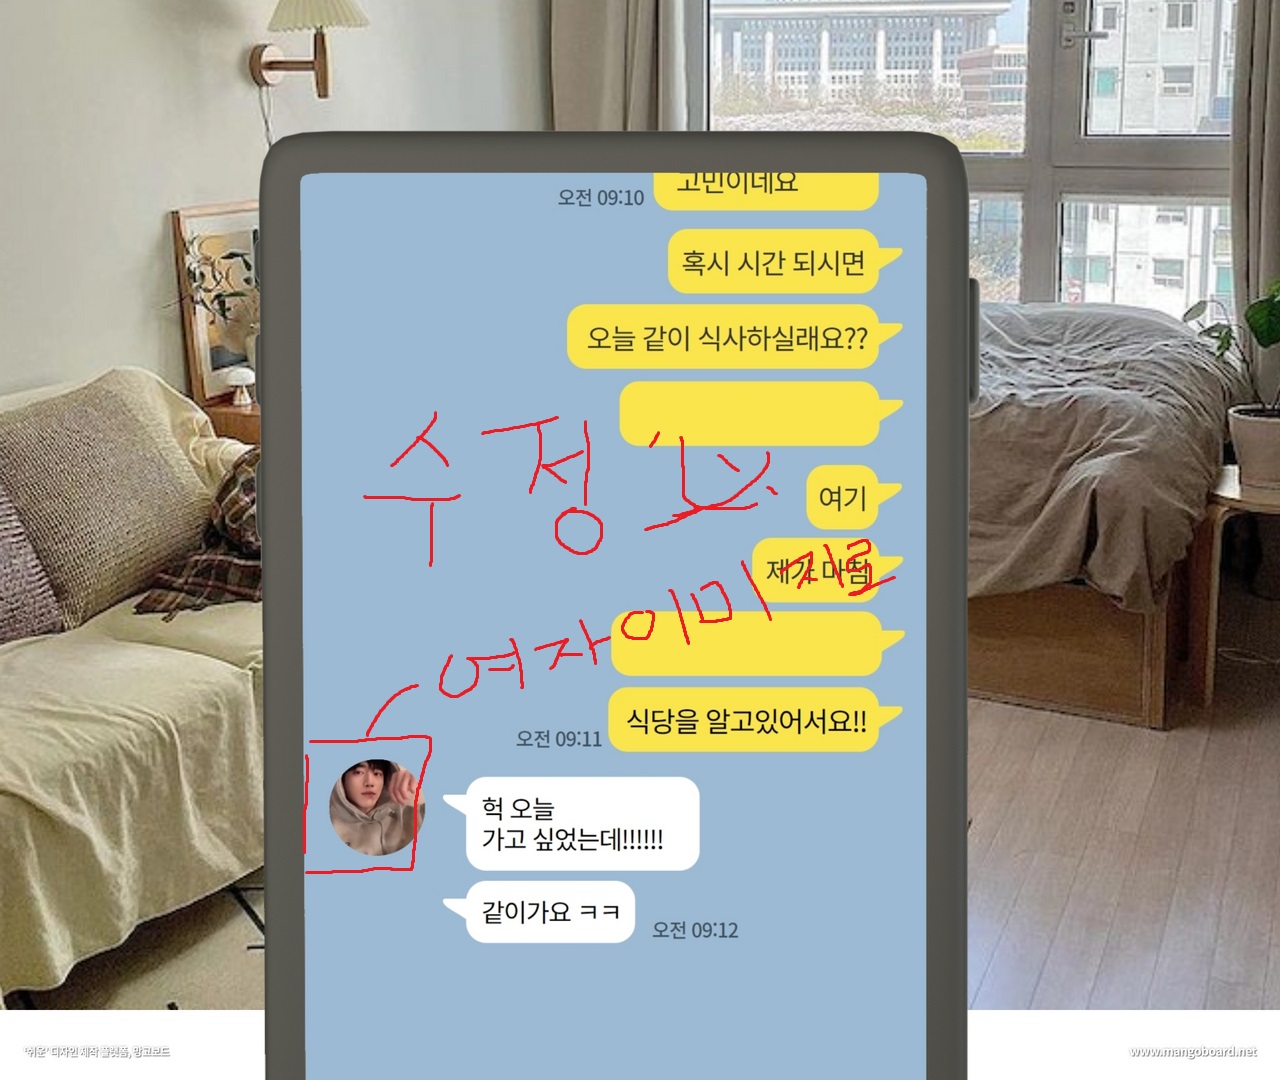 고민이네요
오전 09:10
혹시 시간 되시면
오늘 같이 식사하실래요??
여기
제가 마침
식당을 알고있어서요!!
오전 09:11
수정
여자이미지로
헉 오늘
가고 싶었는데!!!!!!
같이가요 ㅋㅋ
오전 09:12
'쉬운' 디자인 제작 플랫폼, 망고보드
www.mangoboard.net